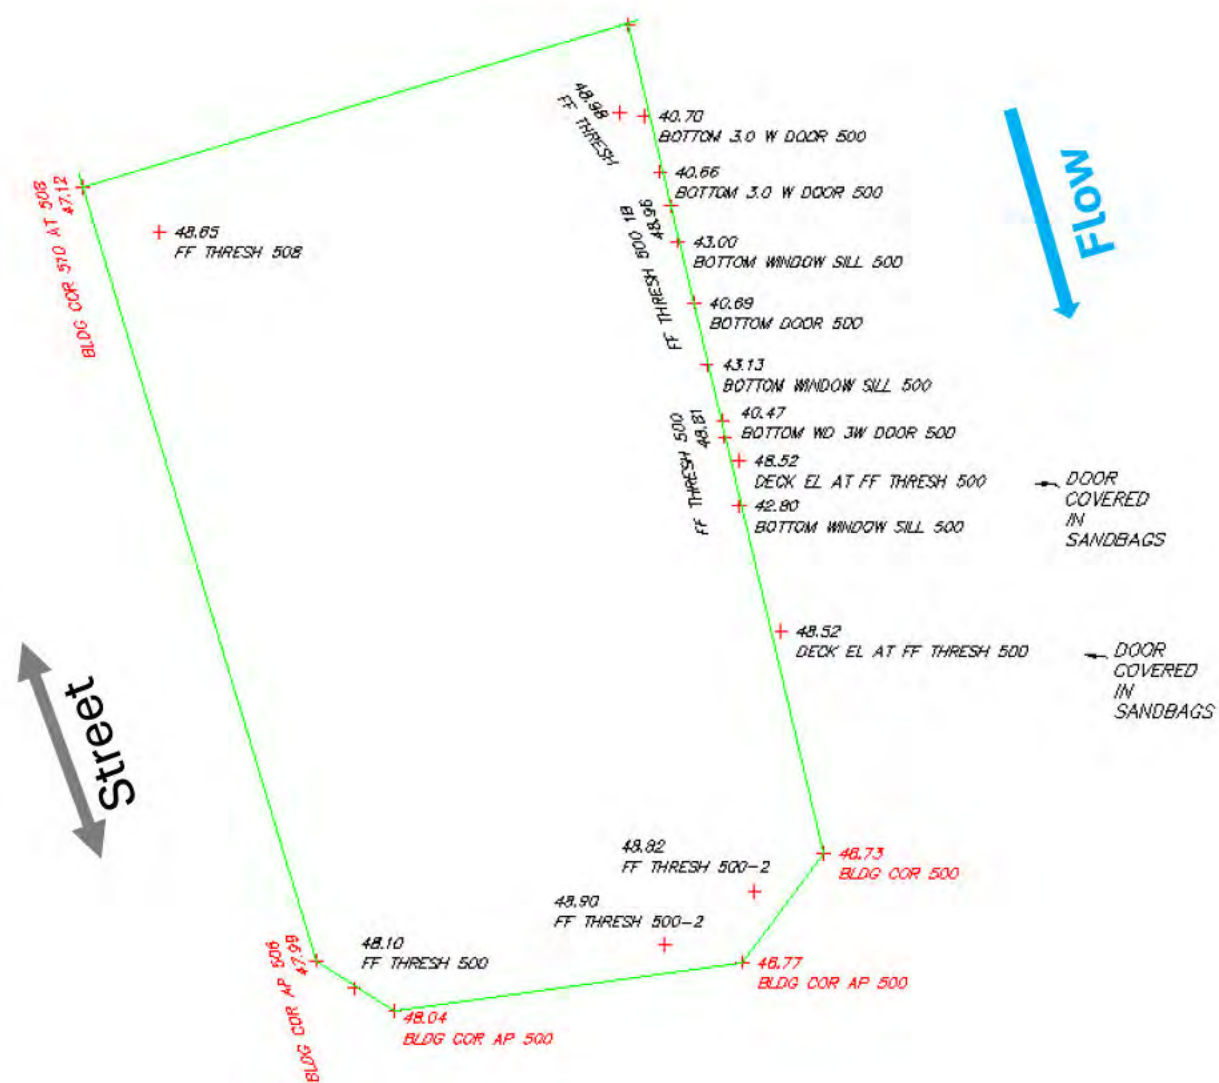 48.98
FF THRESH
40.70
BOTTOM 3.0 W DOOR 500
40.66
BOTTOM 3.0 W DOOR 500
Flow
BLDG COR 510 AT 508
47.12
48.65
FF THRESH 508
48.96
FF THRESH 500 1B
43.00
BOTTOM WINDOW SILL 500
40.69
BOTTOM DOOR 500
43.13
BOTTOM WINDOW SILL 500
48.81
FF THRESH 500
40.47
BOTTOM WD 3W DOOR 500
48.52
DECK EL AT FF THRESH 500
DOOR
COVERED
IN
SANDBAGS
42.80
BOTTOM WINDOW SILL 500
48.52
DECK EL AT FF THRESH 500
DOOR
COVERED
IN
SANDBAGS
Street
48.82
FF THRESH 500-2
46.73
BLDG COR 500
48.90
FF THRESH 500-2
48.10
FF THRESH 500
46.77
BLDG COR AP 500
BLDG COR AP 506
47.99
48.04
BLDG COR AP 500